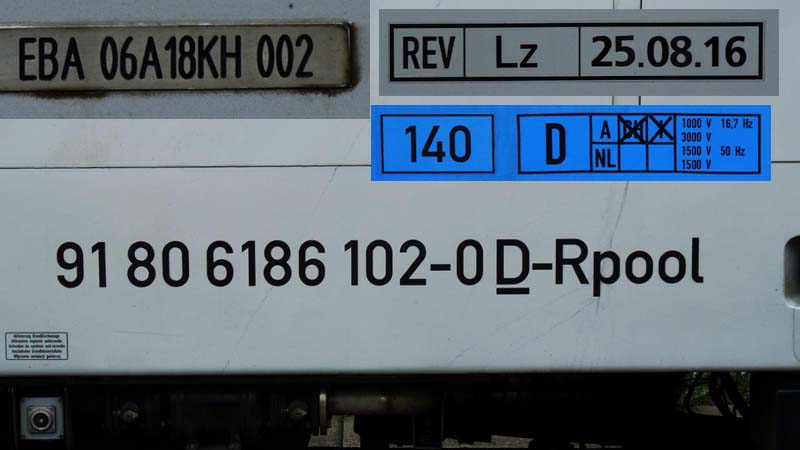 EBA 06A18KH 002
REV Lz 25.08.16
140 D A CH I 1000 V 16,7 Hz
3000 V
NL 1500 V 50 Hz
1500 V
91 80 6186 102-0 D-Rpool